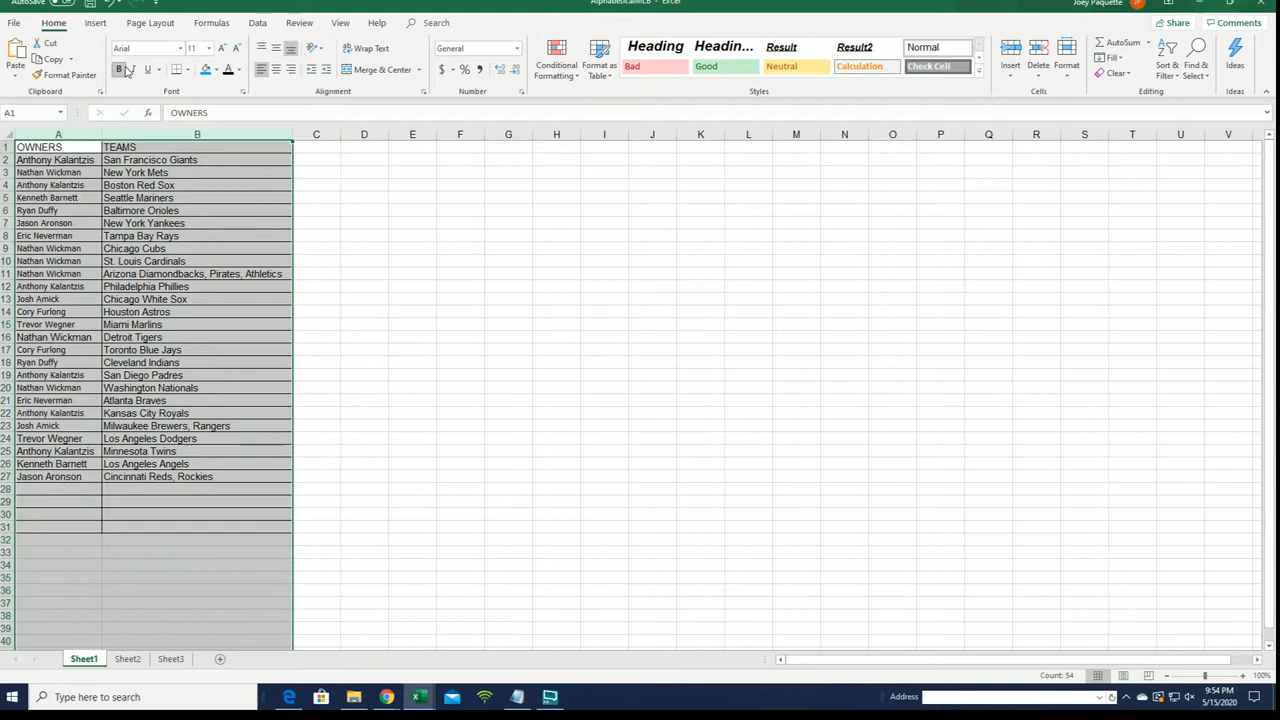 AutoSave Off AlphabeticalMLB - Excel Joey Paquette JP
File Home Insert Page Layout Formulas Data Review View Help Search Share Comments
Paste Cut Copy Format Painter Clipboard
Arial 11 B I U Font
Wrap Text Merge & Center Alignment
General $ % , Number
Conditional Formatting Format as Table
Heading Headin... Result Result2 Normal
Bad Good Neutral Calculation Check Cell
Styles
Insert Delete Format Cells
AutoSum Fill Clear Sort & Filter Find & Select Editing
Ideas Ideas
A1 fx OWNERS
A B C D E F G H I J K L M N O P Q R S T U V
1 OWNERS TEAMS
2 Anthony Kalantzis San Francisco Giants
3 Nathan Wickman New York Mets
4 Anthony Kalantzis Boston Red Sox
5 Kenneth Barnett Seattle Mariners
6 Ryan Duffy Baltimore Orioles
7 Jason Aronson New York Yankees
8 Eric Neverman Tampa Bay Rays
9 Nathan Wickman Chicago Cubs
10 Nathan Wickman St. Louis Cardinals
11 Nathan Wickman Arizona Diamondbacks, Pirates, Athletics
12 Anthony Kalantzis Philadelphia Phillies
13 Josh Amick Chicago White Sox
14 Cory Furlong Houston Astros
15 Trevor Wegner Miami Marlins
16 Nathan Wickman Detroit Tigers
17 Cory Furlong Toronto Blue Jays
18 Ryan Duffy Cleveland Indians
19 Anthony Kalantzis San Diego Padres
20 Nathan Wickman Washington Nationals
21 Eric Neverman Atlanta Braves
22 Anthony Kalantzis Kansas City Royals
23 Josh Amick Milwaukee Brewers, Rangers
24 Trevor Wegner Los Angeles Dodgers
25 Anthony Kalantzis Minnesota Twins
26 Kenneth Barnett Los Angeles Angels
27 Jason Aronson Cincinnati Reds, Rockies
28
29
30
31
32
33
34
35
36
37
38
39
40
Sheet1 Sheet2 Sheet3
Count: 54 100%
Type here to search Address 9:54 PM
5/15/2020